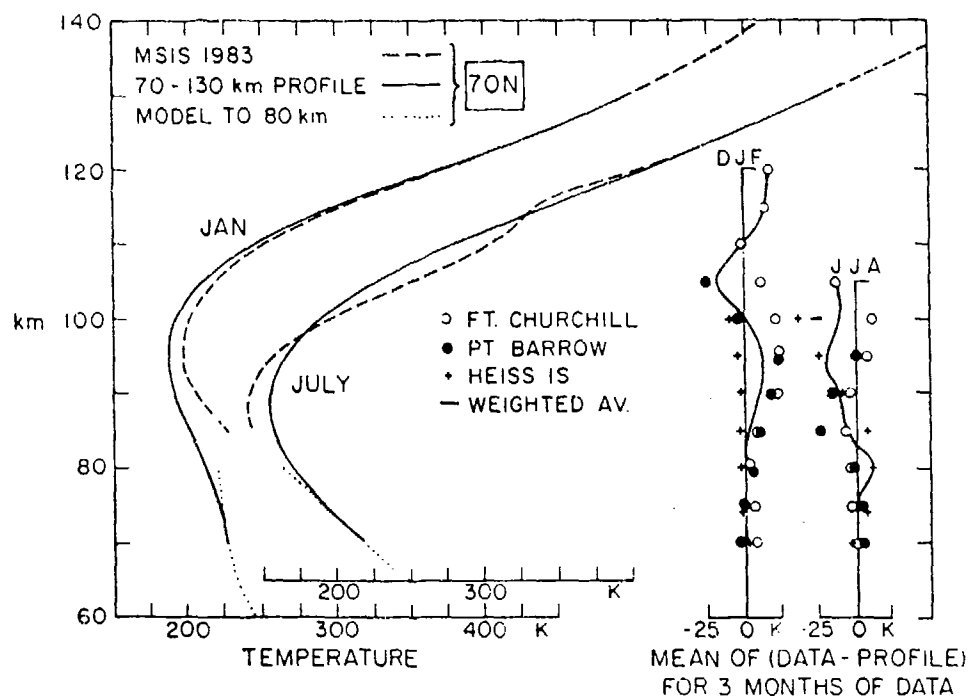 140
MSIS 1983
70-130 km PROFILE
MODEL TO 80 km
70N
120
DJF
JAN
JJA
km 100
FT. CHURCHILL
PT BARROW
HEISS IS
WEIGHTED AV.
JULY
80
200 300 K
60
200 300 400 K
-25 0 K -25 0 K
TEMPERATURE
MEAN OF (DATA-PROFILE)
FOR 3 MONTHS OF DATA